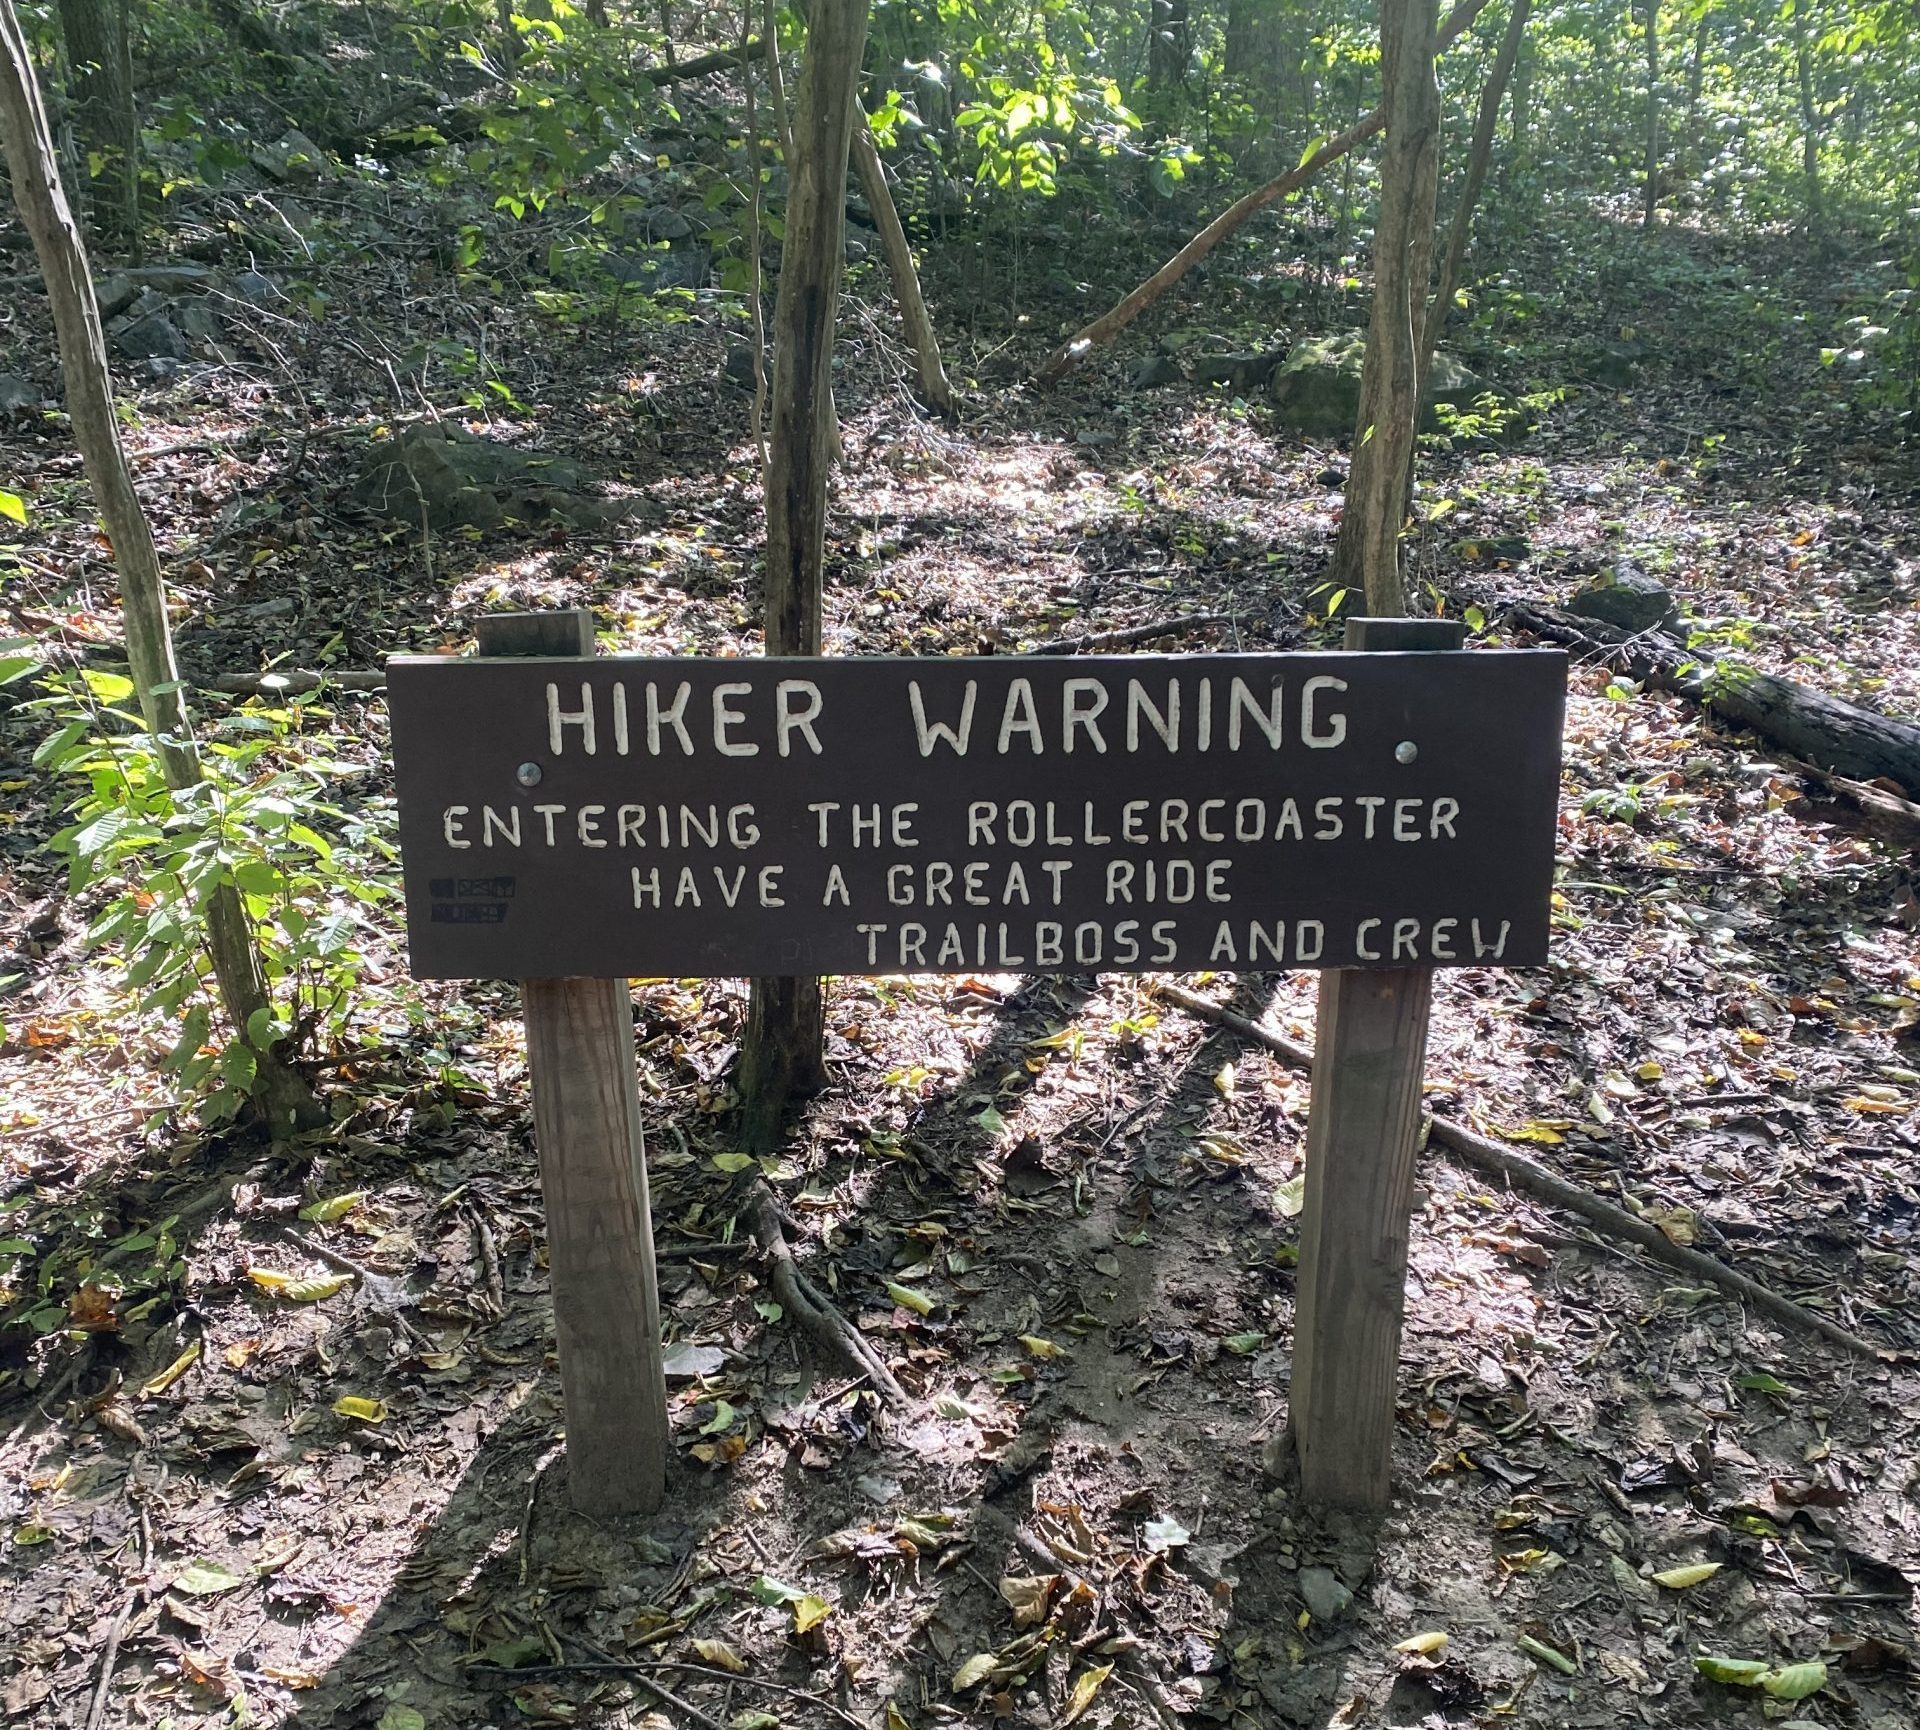 HIKER WARNING
ENTERING THE ROLLERCOASTER
HAVE A GREAT RIDE
TRAILBOSS AND CREW